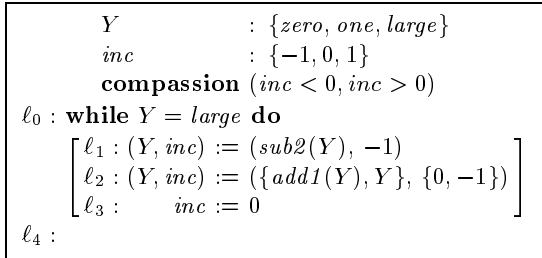 Y : {zero, one, large}
inc : {−1, 0, 1}
compassion (inc < 0, inc > 0)
ℓ0 : while Y = large do
ℓ1 : (Y, inc) := (sub2(Y), −1)
ℓ2 : (Y, inc) := ({add1(Y), Y}, {0, −1})
ℓ3 : inc := 0
ℓ4 :